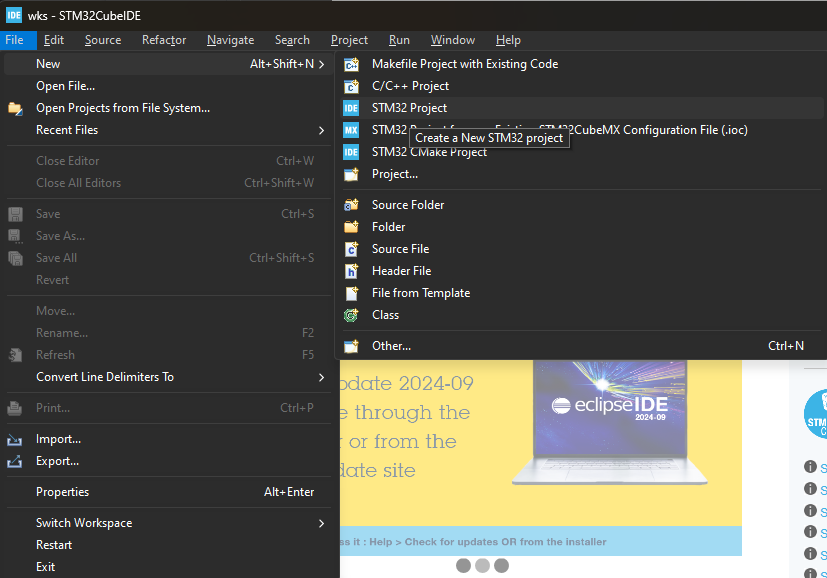 IDE wks - STM32CubeIDE
File Edit Source Refactor Navigate Search Project Run Window Help
New Alt+Shift+N >
Open File...
Open Projects from File System...
Recent Files >
Close Editor Ctrl+W
Close All Editors Ctrl+Shift+W
Save Ctrl+S
Save As...
Save All Ctrl+Shift+S
Revert
Move...
Rename... F2
Refresh F5
Convert Line Delimiters To >
Print... Ctrl+P
Import...
Export...
Properties Alt+Enter
Switch Workspace >
Restart
Exit
Makefile Project with Existing Code
C/C++ Project
IDE STM32 Project
MX STM32 STM32CubeMX Configuration File (.ioc)
Create a New STM32 project
IDE STM32 CMake Project
Project...
Source Folder
Folder
c Source File
h Header File
File from Template
Class
Other... Ctrl+N
pdate 2024-09
e through the
r or from the
date site
eclipse IDE
2024-09
ss it : Help > Check for updates OR from the installer
STM